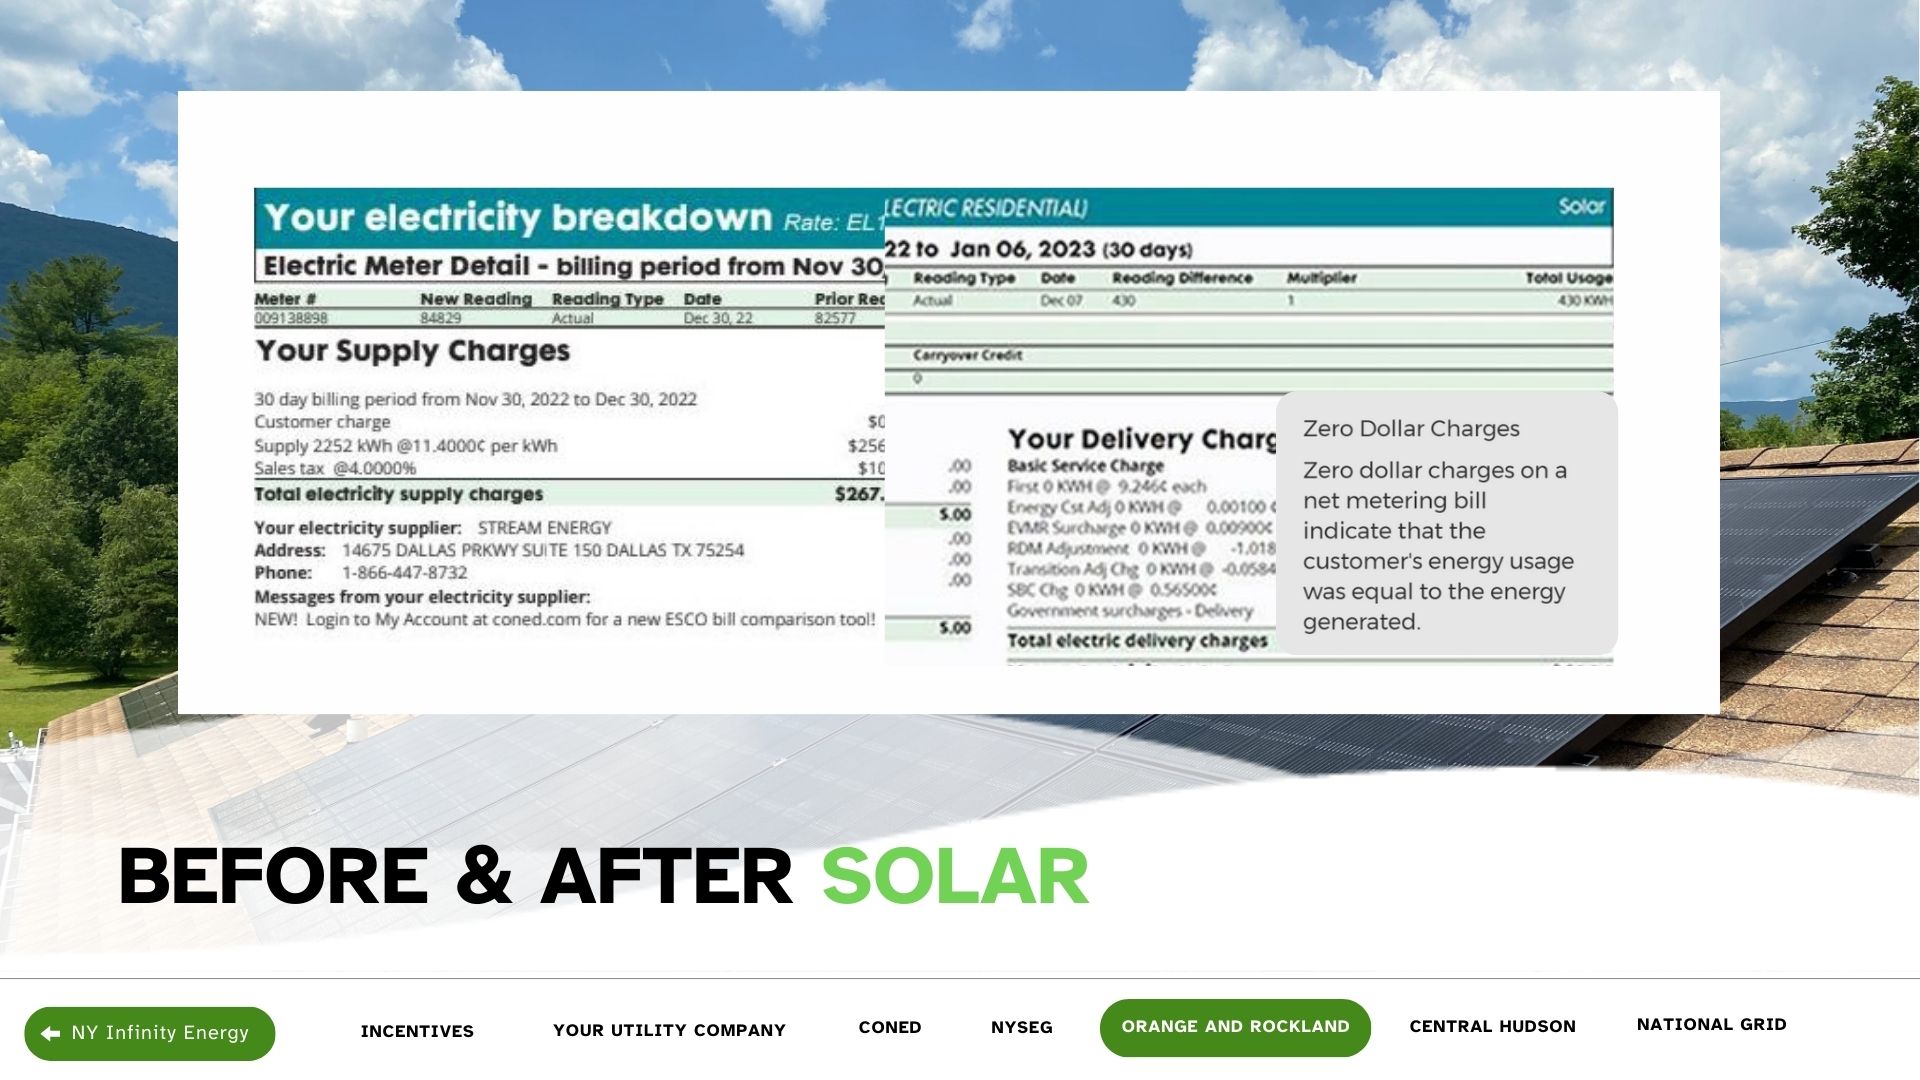 Your electricity breakdown Rate: EL1
Electric Meter Detail - billing period from Nov 30,
Meter # New Reading Reading Type Date Prior Rec
009138898 84829 Actual Dec 30, 22 82577
Your Supply Charges
30 day billing period from Nov 30, 2022 to Dec 30, 2022
Customer charge $0
Supply 2252 kWh @11.4000¢ per kWh $256
Sales tax @4.0000% $10
Total electricity supply charges $267.
Your electricity supplier: STREAM ENERGY
Address: 14675 DALLAS PRKWY SUITE 150 DALLAS TX 75254
Phone: 1-866-447-8732
Messages from your electricity supplier:
NEW! Login to My Account at coned.com for a new ESCO bill comparison tool!
LECTRIC RESIDENTIAL) Solar
22 to Jan 06, 2023 (30 days)
Reading Type Date Reading Difference Multiplier Total Usage
Actual Dec 07 430 1 430 KWH
Carryover Credit
0
.00
.00
$.00
.00
.00
.00
$.00
Your Delivery Charg
Basic Service Charge
First 0 KWH @ 9.246¢ each
Energy Cst Adj 0 KWH @ 0.00100 ¢
EVMR Surcharge 0 KWH @ 0.00900¢
RDM Adjustment 0 KWH @ -1.018
Transition Adj Chg 0 KWH @ -0.0584
SBC Chg 0 KWH @ 0.56500¢
Government surcharges - Delivery
Total electric delivery charges
Zero Dollar Charges
Zero dollar charges on a
net metering bill
indicate that the
customer's energy usage
was equal to the energy
generated.
BEFORE & AFTER SOLAR
NY Infinity Energy
INCENTIVES
YOUR UTILITY COMPANY
CONED
NYSEG
ORANGE AND ROCKLAND
CENTRAL HUDSON
NATIONAL GRID